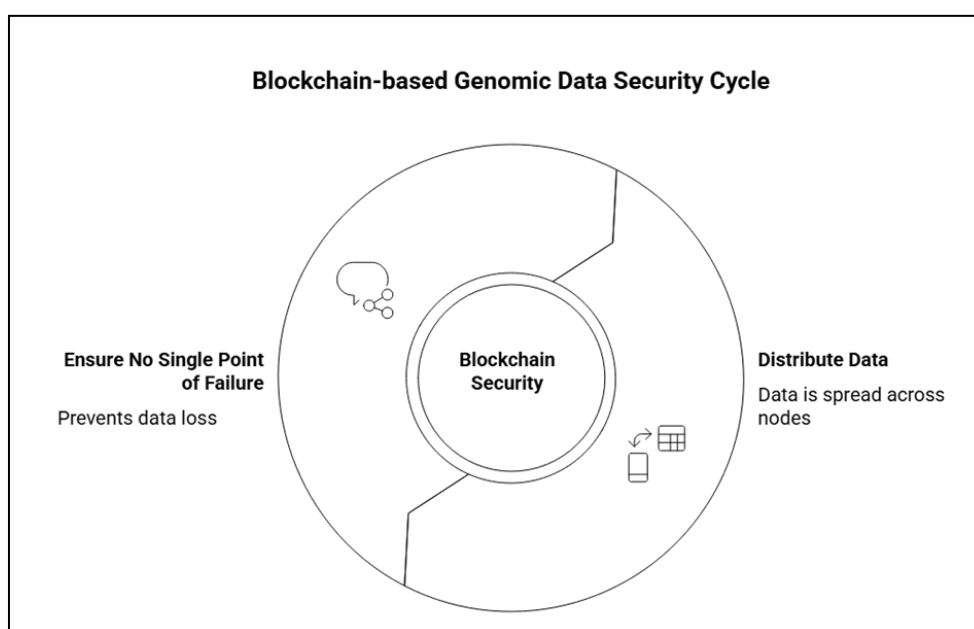 Blockchain-based Genomic Data Security Cycle
Ensure No Single Point
of Failure
Prevents data loss
Blockchain
Security
Distribute Data
Data is spread across
nodes